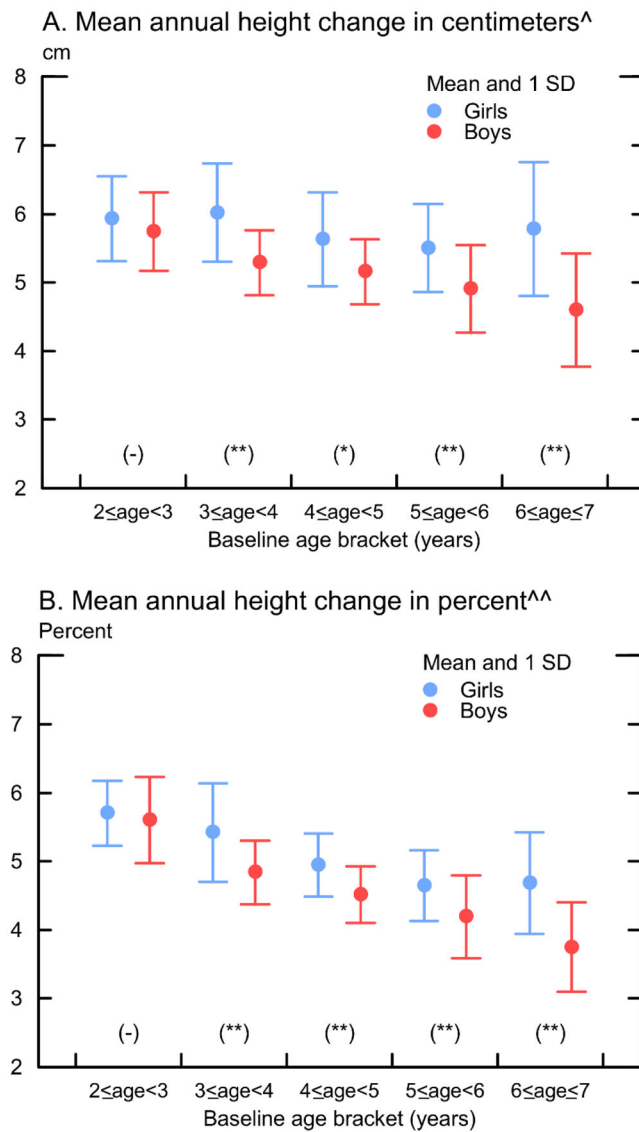 A. Mean annual height change in centimeters^
cm
8
Mean and 1 SD
Girls
Boys
7
6
5
4
3
(-) (**) (*) (**) (**)
2
2≤age<3 3≤age<4 4≤age<5 5≤age<6 6≤age≤7
Baseline age bracket (years)
B. Mean annual height change in percent^^
Percent
8
Mean and 1 SD
Girls
Boys
7
6
5
4
3
(-) (**) (**) (**) (**)
2
2≤age<3 3≤age<4 4≤age<5 5≤age<6 6≤age≤7
Baseline age bracket (years)